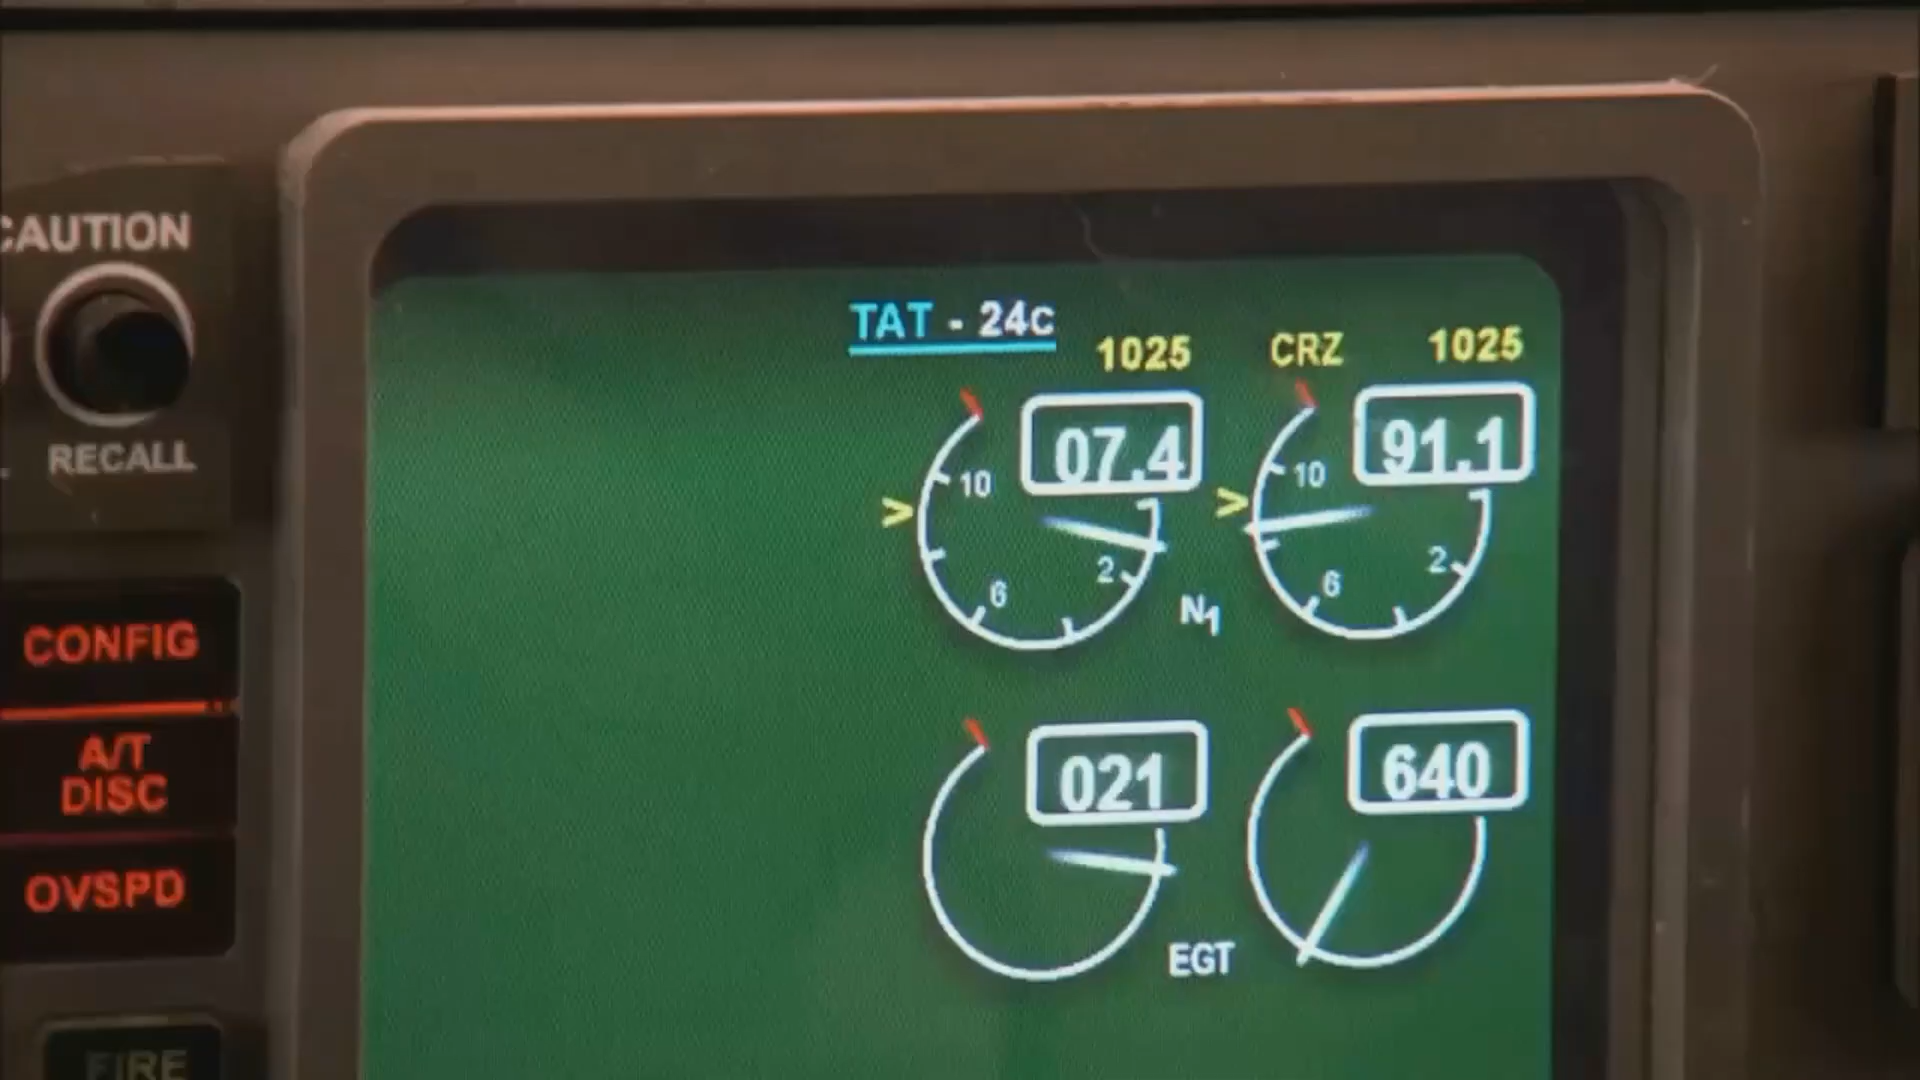 CAUTION
RECALL
CONFIG
A/T
DISC
OVSPD
FIRE
TAT - 24c
1025 CRZ 1025
07.4 91.1
10 10
2 2
6 6
N1
021 640
EGT